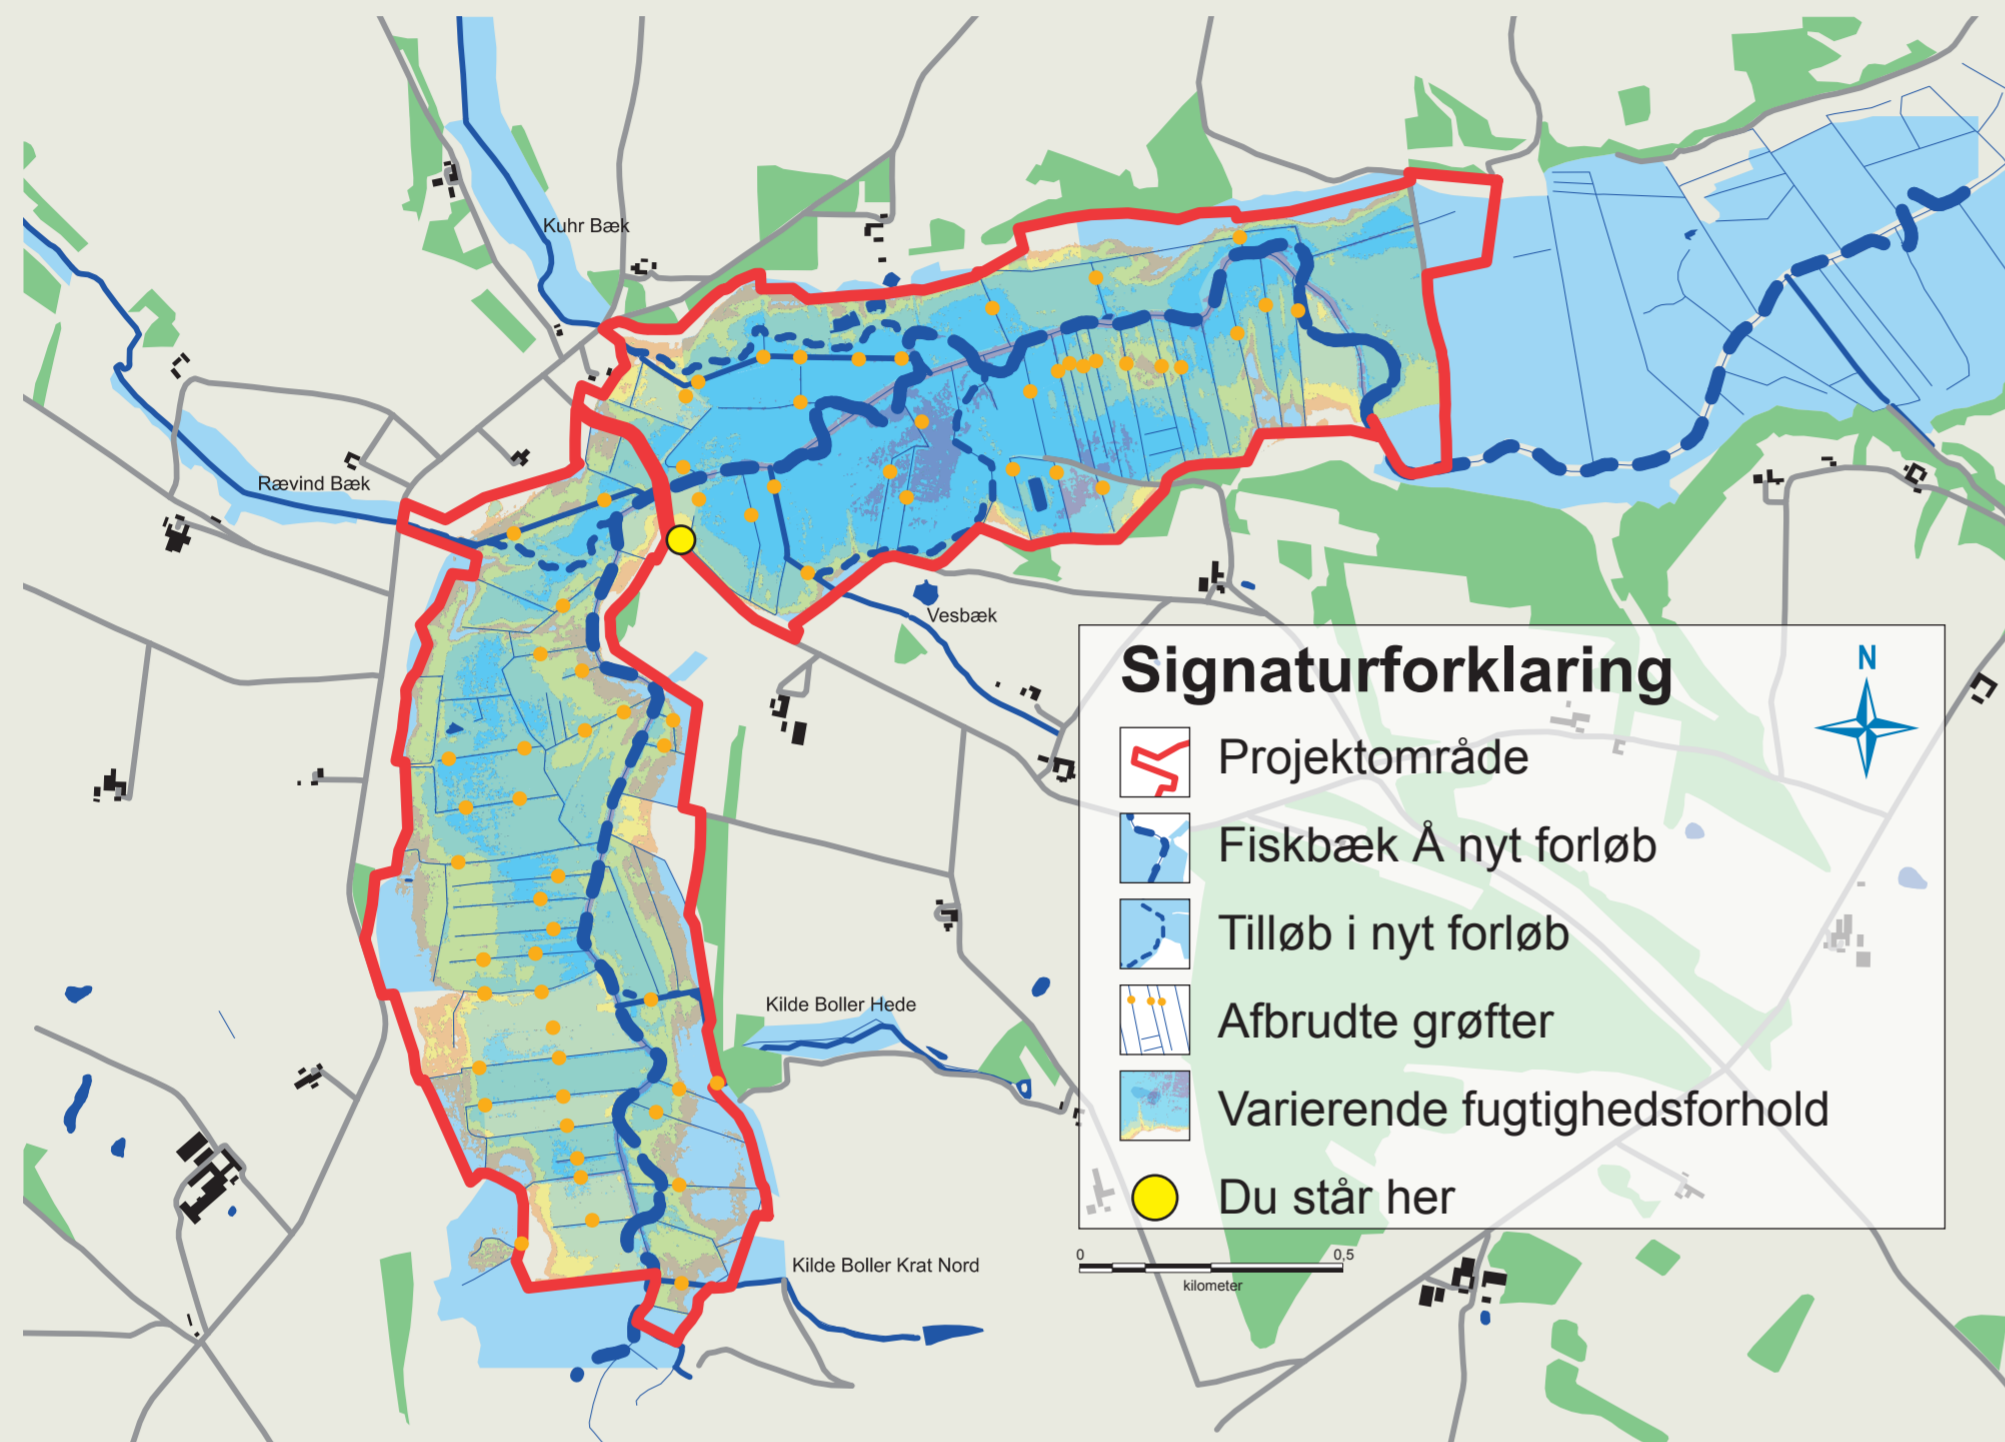 Kuhr Bæk
Rævind Bæk
Vesbæk
Signaturforklaring
N
Projektområde
Fiskbæk Å nyt forløb
Tilløb i nyt forløb
Afbrudte grøfter
Varierende fugtighedsforhold
Du står her
Kilde Boller Hede
Kilde Boller Krat Nord
0
0,5
kilometer